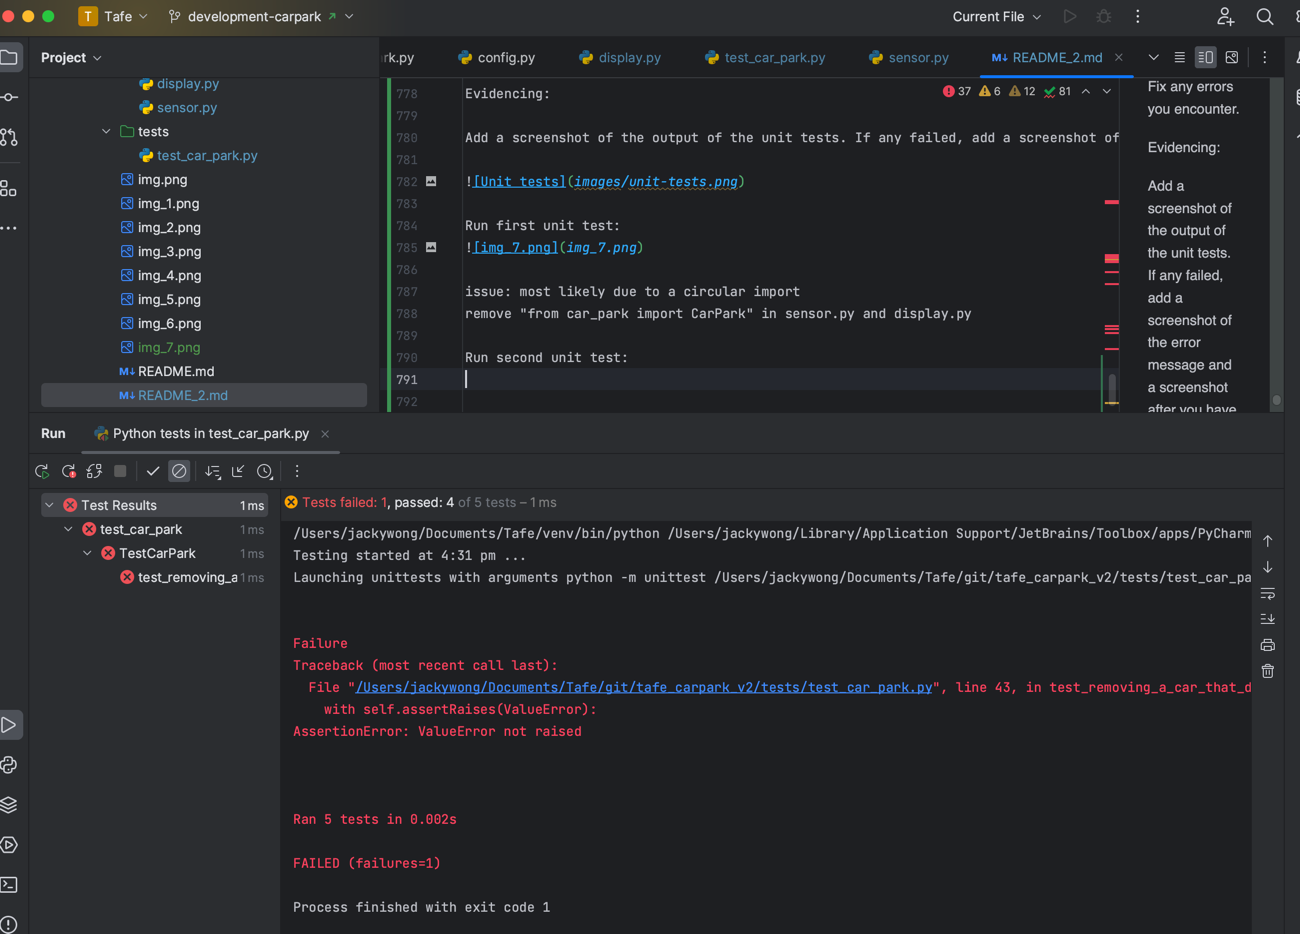 T Tafe development-carpark Current File
Project
rk.py config.py display.py test_car_park.py sensor.py M↓ README_2.md
display.py
sensor.py
tests
test_car_park.py
img.png
img_1.png
img_2.png
img_3.png
img_4.png
img_5.png
img_6.png
img_7.png
M↓ README.md
M↓ README_2.md
37 6 12 81
778 Evidencing:
779
780 Add a screenshot of the output of the unit tests. If any failed, add a screenshot of
781
782 ![Unit tests](images/unit-tests.png)
783
784 Run first unit test:
785 ![img_7.png](img_7.png)
786
787 issue: most likely due to a circular import
788 remove "from car_park import CarPark" in sensor.py and display.py
789
790 Run second unit test:
791
792
Fix any errors
you encounter.
Evidencing:
Add a
screenshot of
the output of
the unit tests.
If any failed,
add a
screenshot of
the error
message and
a screenshot
after you have
Run Python tests in test_car_park.py
Test Results 1 ms
test_car_park 1 ms
TestCarPark 1 ms
test_removing_a 1 ms
Tests failed: 1, passed: 4 of 5 tests – 1 ms
/Users/jackywong/Documents/Tafe/venv/bin/python /Users/jackywong/Library/Application Support/JetBrains/Toolbox/apps/PyCharm
Testing started at 4:31 pm ...
Launching unittests with arguments python -m unittest /Users/jackywong/Documents/Tafe/git/tafe_carpark_v2/tests/test_car_pa
Failure
Traceback (most recent call last):
File "/Users/jackywong/Documents/Tafe/git/tafe_carpark_v2/tests/test_car_park.py", line 43, in test_removing_a_car_that_d
with self.assertRaises(ValueError):
AssertionError: ValueError not raised
Ran 5 tests in 0.002s
FAILED (failures=1)
Process finished with exit code 1